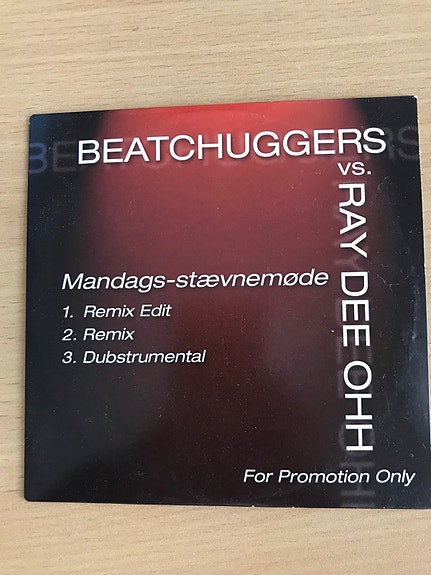 BEATCHUGGERS
vs.
RAY DEE OHH
Mandags-stævnemøde
1. Remix Edit
2. Remix
3. Dubstrumental
For Promotion Only